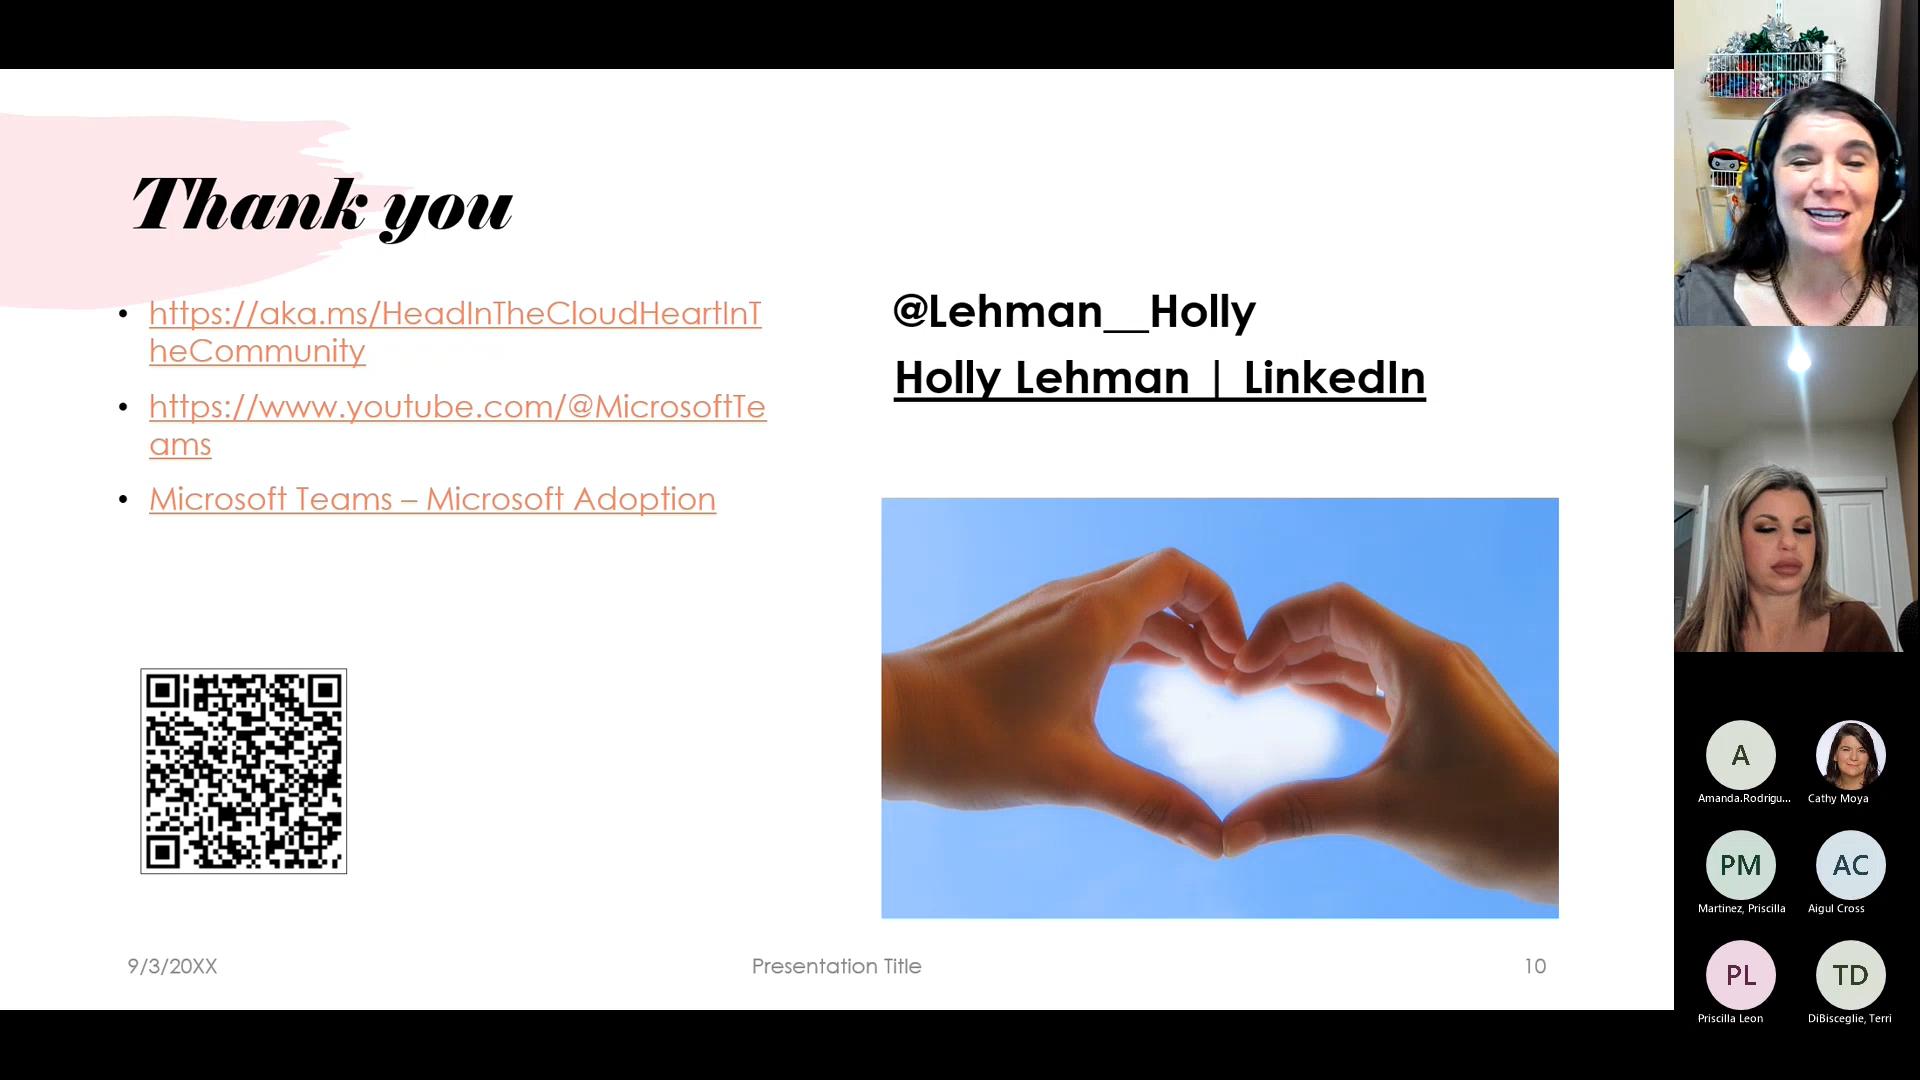 Thank you
• https://aka.ms/HeadInTheCloudHeartInT
heCommunity
• https://www.youtube.com/@MicrosoftTe
ams
• Microsoft Teams – Microsoft Adoption
@Lehman__Holly
Holly Lehman | LinkedIn
9/3/20XX
Presentation Title
10
A
Amanda.Rodrigu...
Cathy Moya
PM
Martinez, Priscilla
AC
Aigul Cross
PL
Priscilla Leon
TD
DiBisceglie, Terri